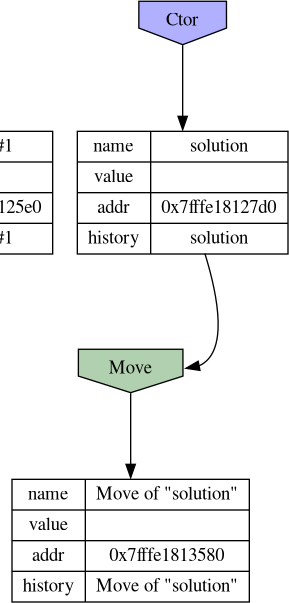 Ctor
#1
name solution
value
125e0
addr 0x7fffe18127d0
#1
history solution
Move
name Move of "solution"
value
addr 0x7fffe1813580
history Move of "solution"